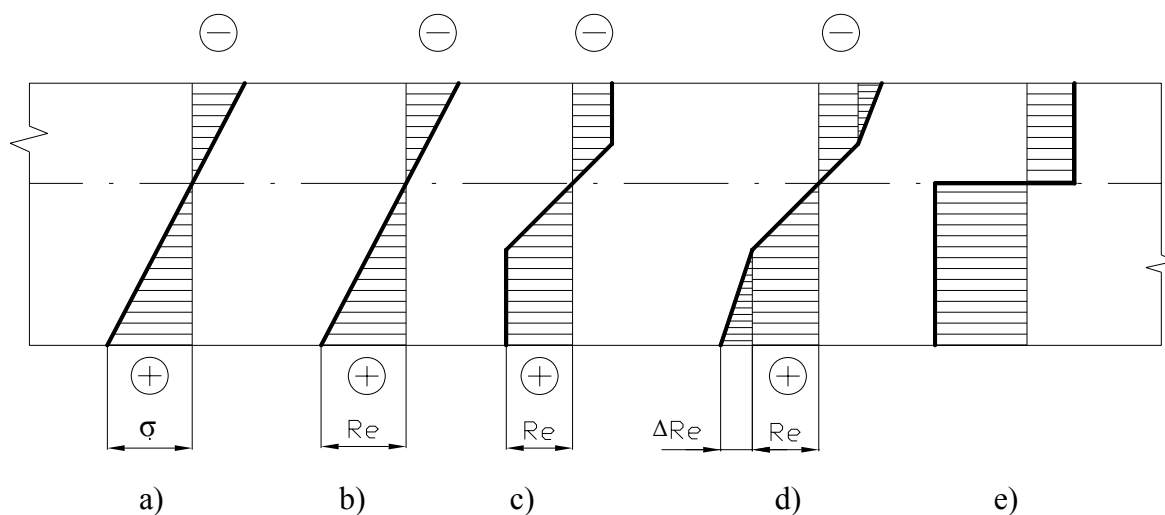 − − − −
+ + + +
σ Re Re ΔRe Re
a) b) c) d) e)